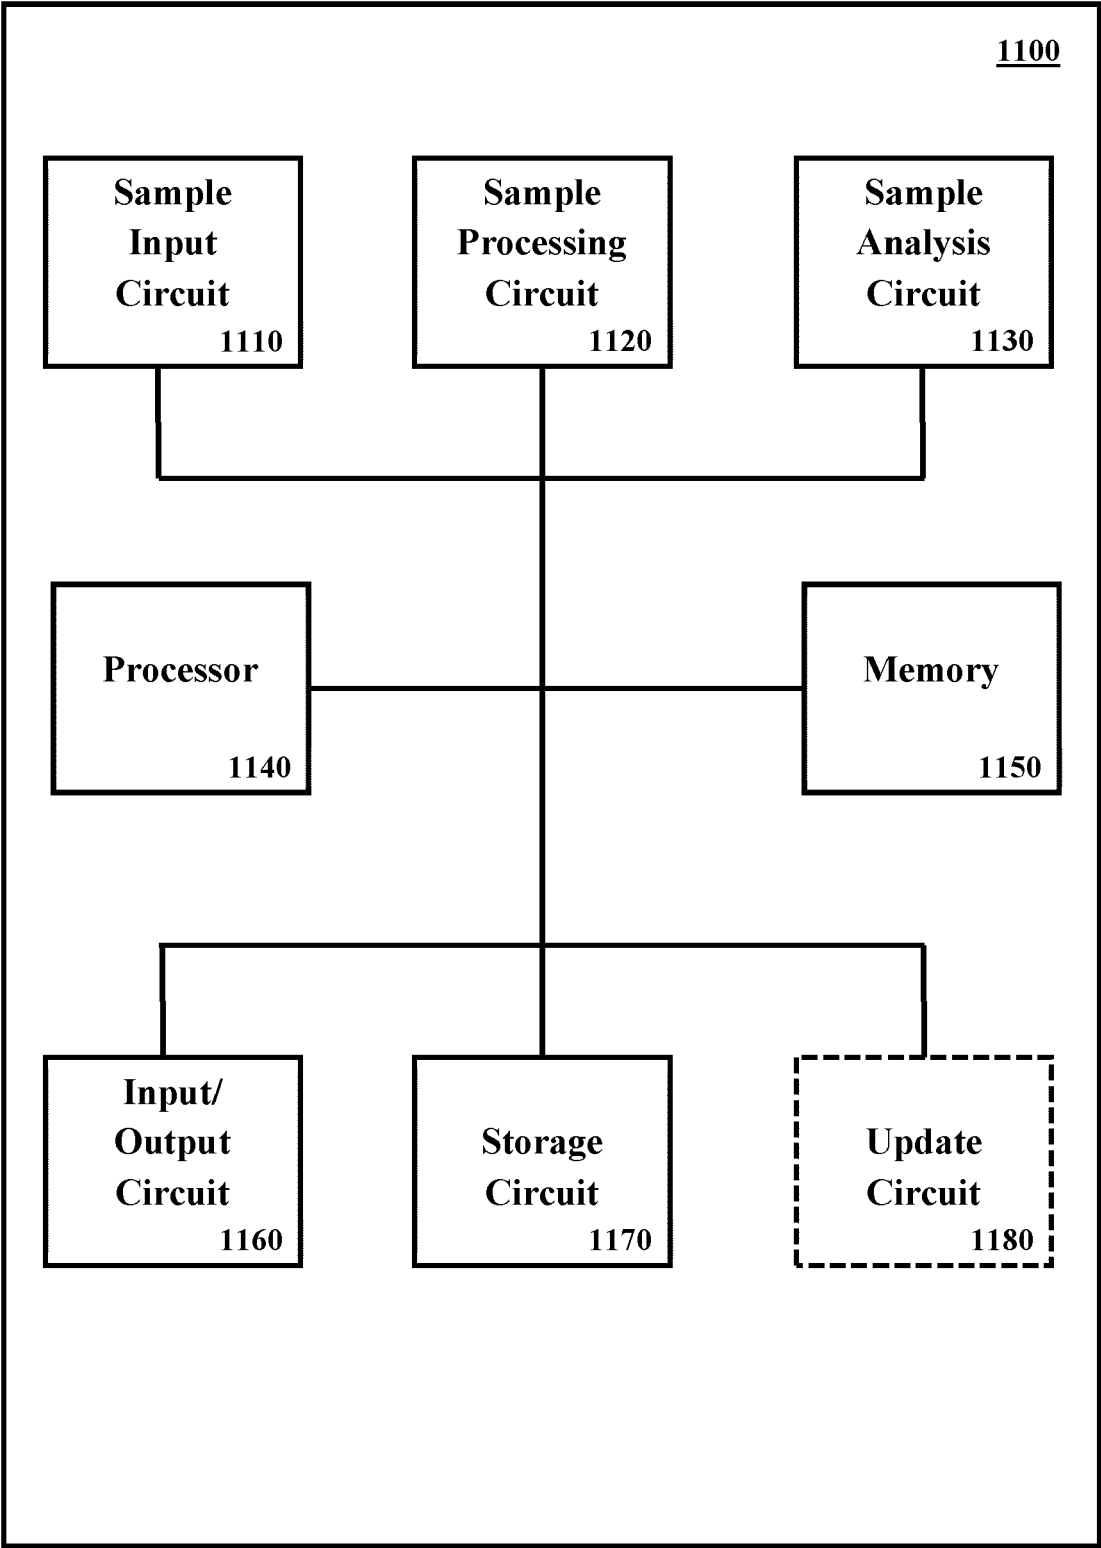 1100
Sample
Input
Circuit
1110
Sample
Processing
Circuit
1120
Sample
Analysis
Circuit
1130
Processor
1140
Memory
1150
Input/
Output
Circuit
1160
Storage
Circuit
1170
Update
Circuit
1180